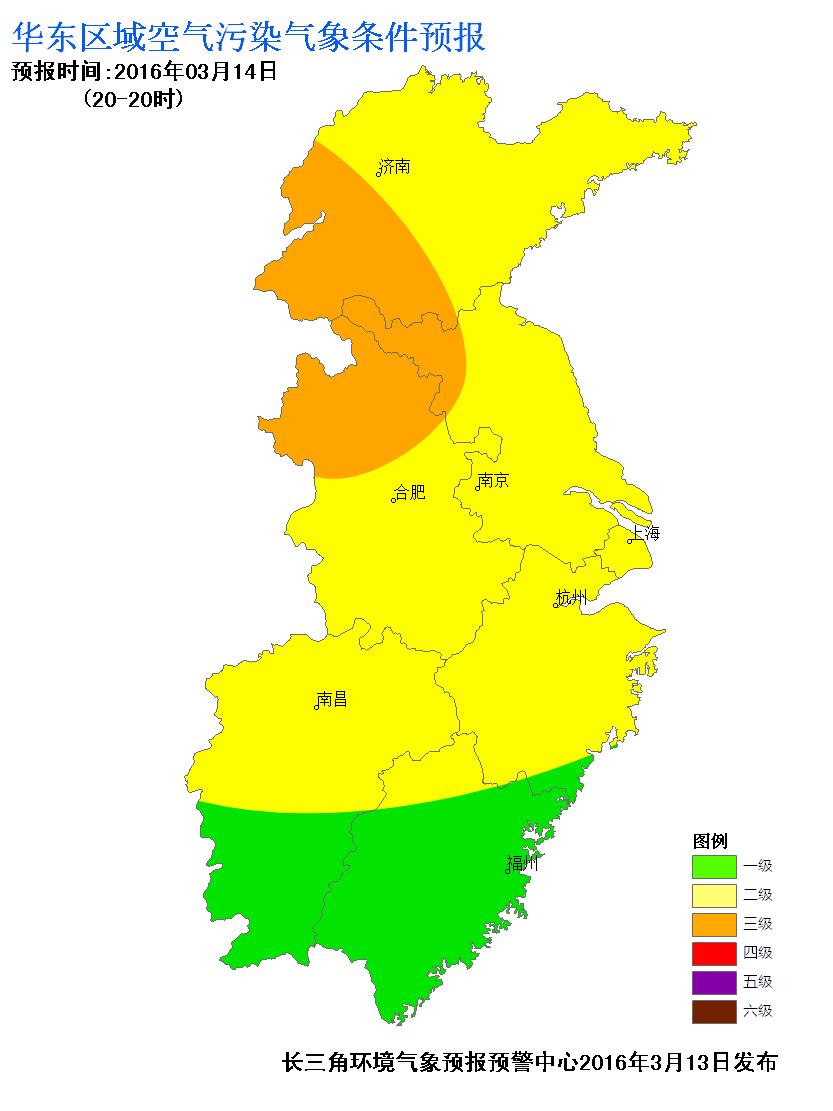 华东区域空气污染气象条件预报
预报时间:2016年03月14日
(20-20时)
济南
南京
合肥
上海
杭州
南昌
福州
图例
一级
二级
三级
四级
五级
六级
长三角环境气象预报预警中心2016年3月13日发布